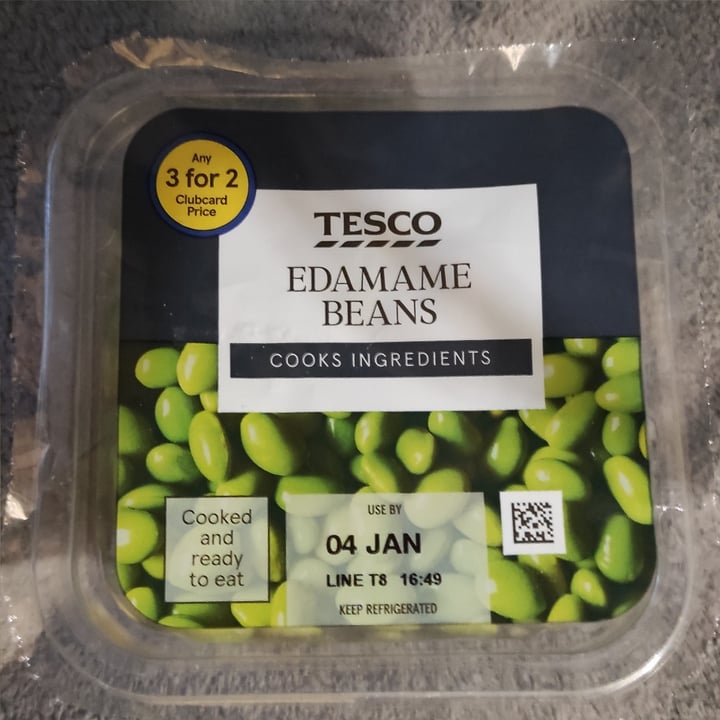 Any
3 for 2
Clubcard
Price
TESCO
EDAMAME
BEANS
COOKS INGREDIENTS
Cooked
and
ready
to eat
USE BY
04 JAN
LINE T8 16:49
KEEP REFRIGERATED